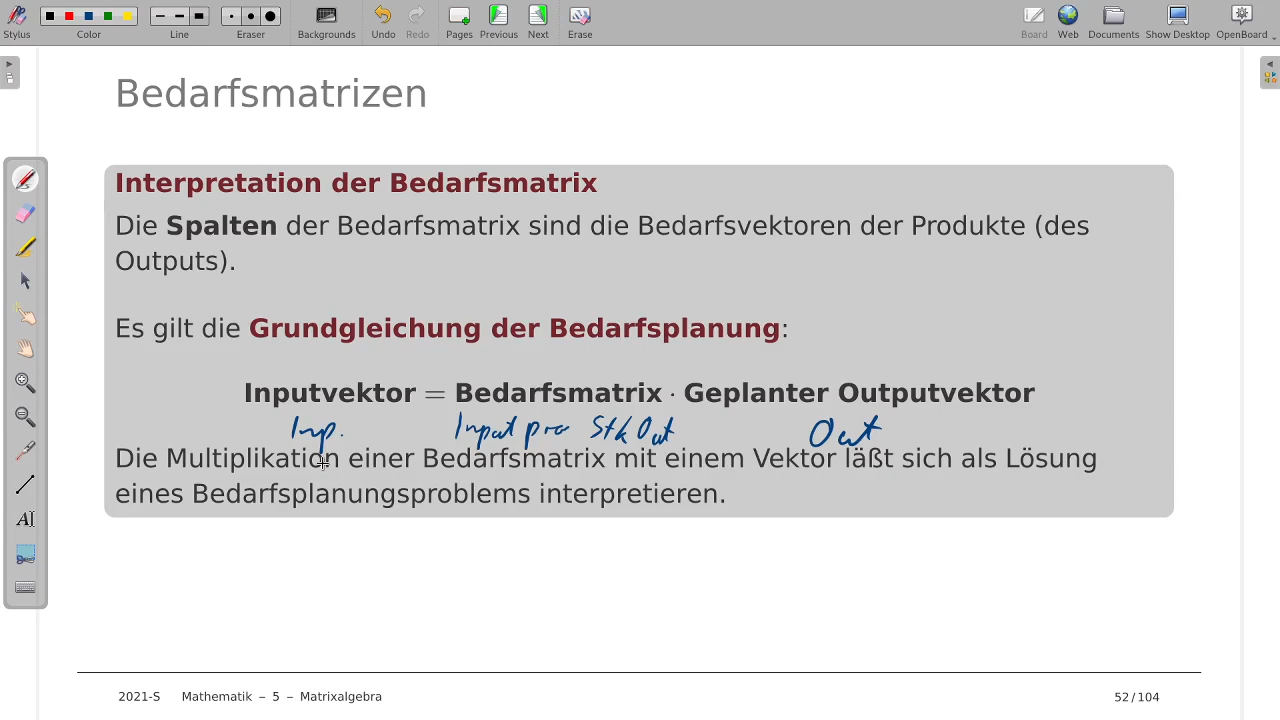 Stylus Color Line Eraser Backgrounds Undo Redo Pages Previous Next Erase Board Web Documents Show Desktop OpenBoard
Bedarfsmatrizen
Interpretation der Bedarfsmatrix
Die Spalten der Bedarfsmatrix sind die Bedarfsvektoren der Produkte (des
Outputs).
Es gilt die Grundgleichung der Bedarfsplanung:
Inputvektor = Bedarfsmatrix · Geplanter Outputvektor
Inp. Input pro Stk Out Out
Die Multiplikation einer Bedarfsmatrix mit einem Vektor läßt sich als Lösung
eines Bedarfsplanungsproblems interpretieren.
2021-S Mathematik – 5 – Matrixalgebra 52/104